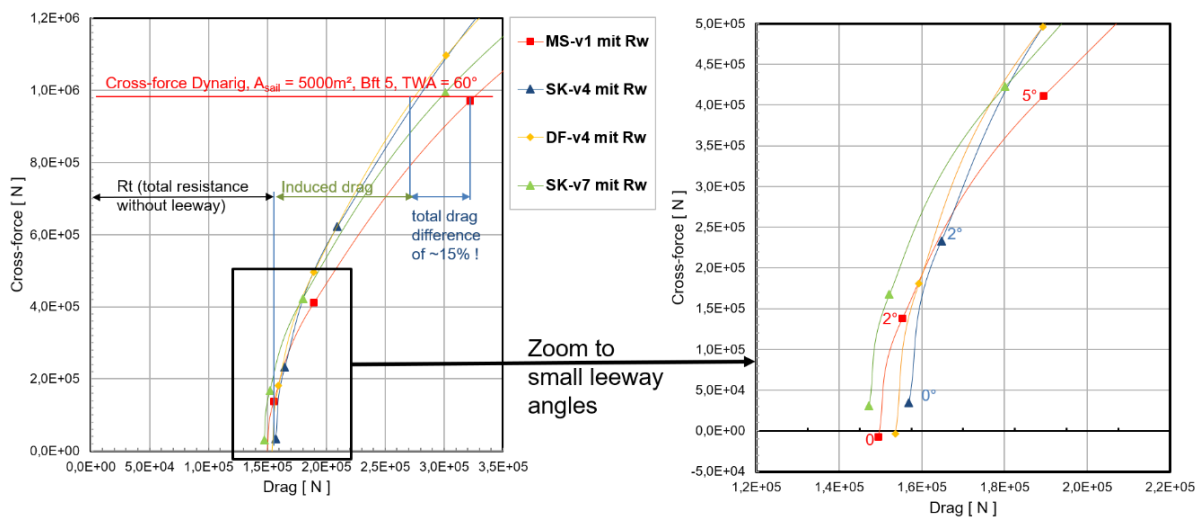 1,2E+06
1,0E+06
8,0E+05
6,0E+05
4,0E+05
2,0E+05
0,0E+00
Cross-force [ N ]
Cross-force Dynarig, Asail = 5000m², Bft 5, TWA = 60°
Rt (total resistance
without leeway)
Induced drag
total drag
difference
of ~15% !
0,0E+00 5,0E+04 1,0E+05 1,5E+05 2,0E+05 2,5E+05 3,0E+05 3,5E+05
Drag [ N ]
MS-v1 mit Rw
SK-v4 mit Rw
DF-v4 mit Rw
SK-v7 mit Rw
Zoom to
small leeway
angles
5,0E+05
4,5E+05
4,0E+05
3,5E+05
3,0E+05
2,5E+05
2,0E+05
1,5E+05
1,0E+05
5,0E+04
0,0E+00
-5,0E+04
Cross-force [ N ]
5°
2°
2°
0°
0
1,2E+05 1,4E+05 1,6E+05 1,8E+05 2,0E+05 2,2E+05
Drag [ N ]